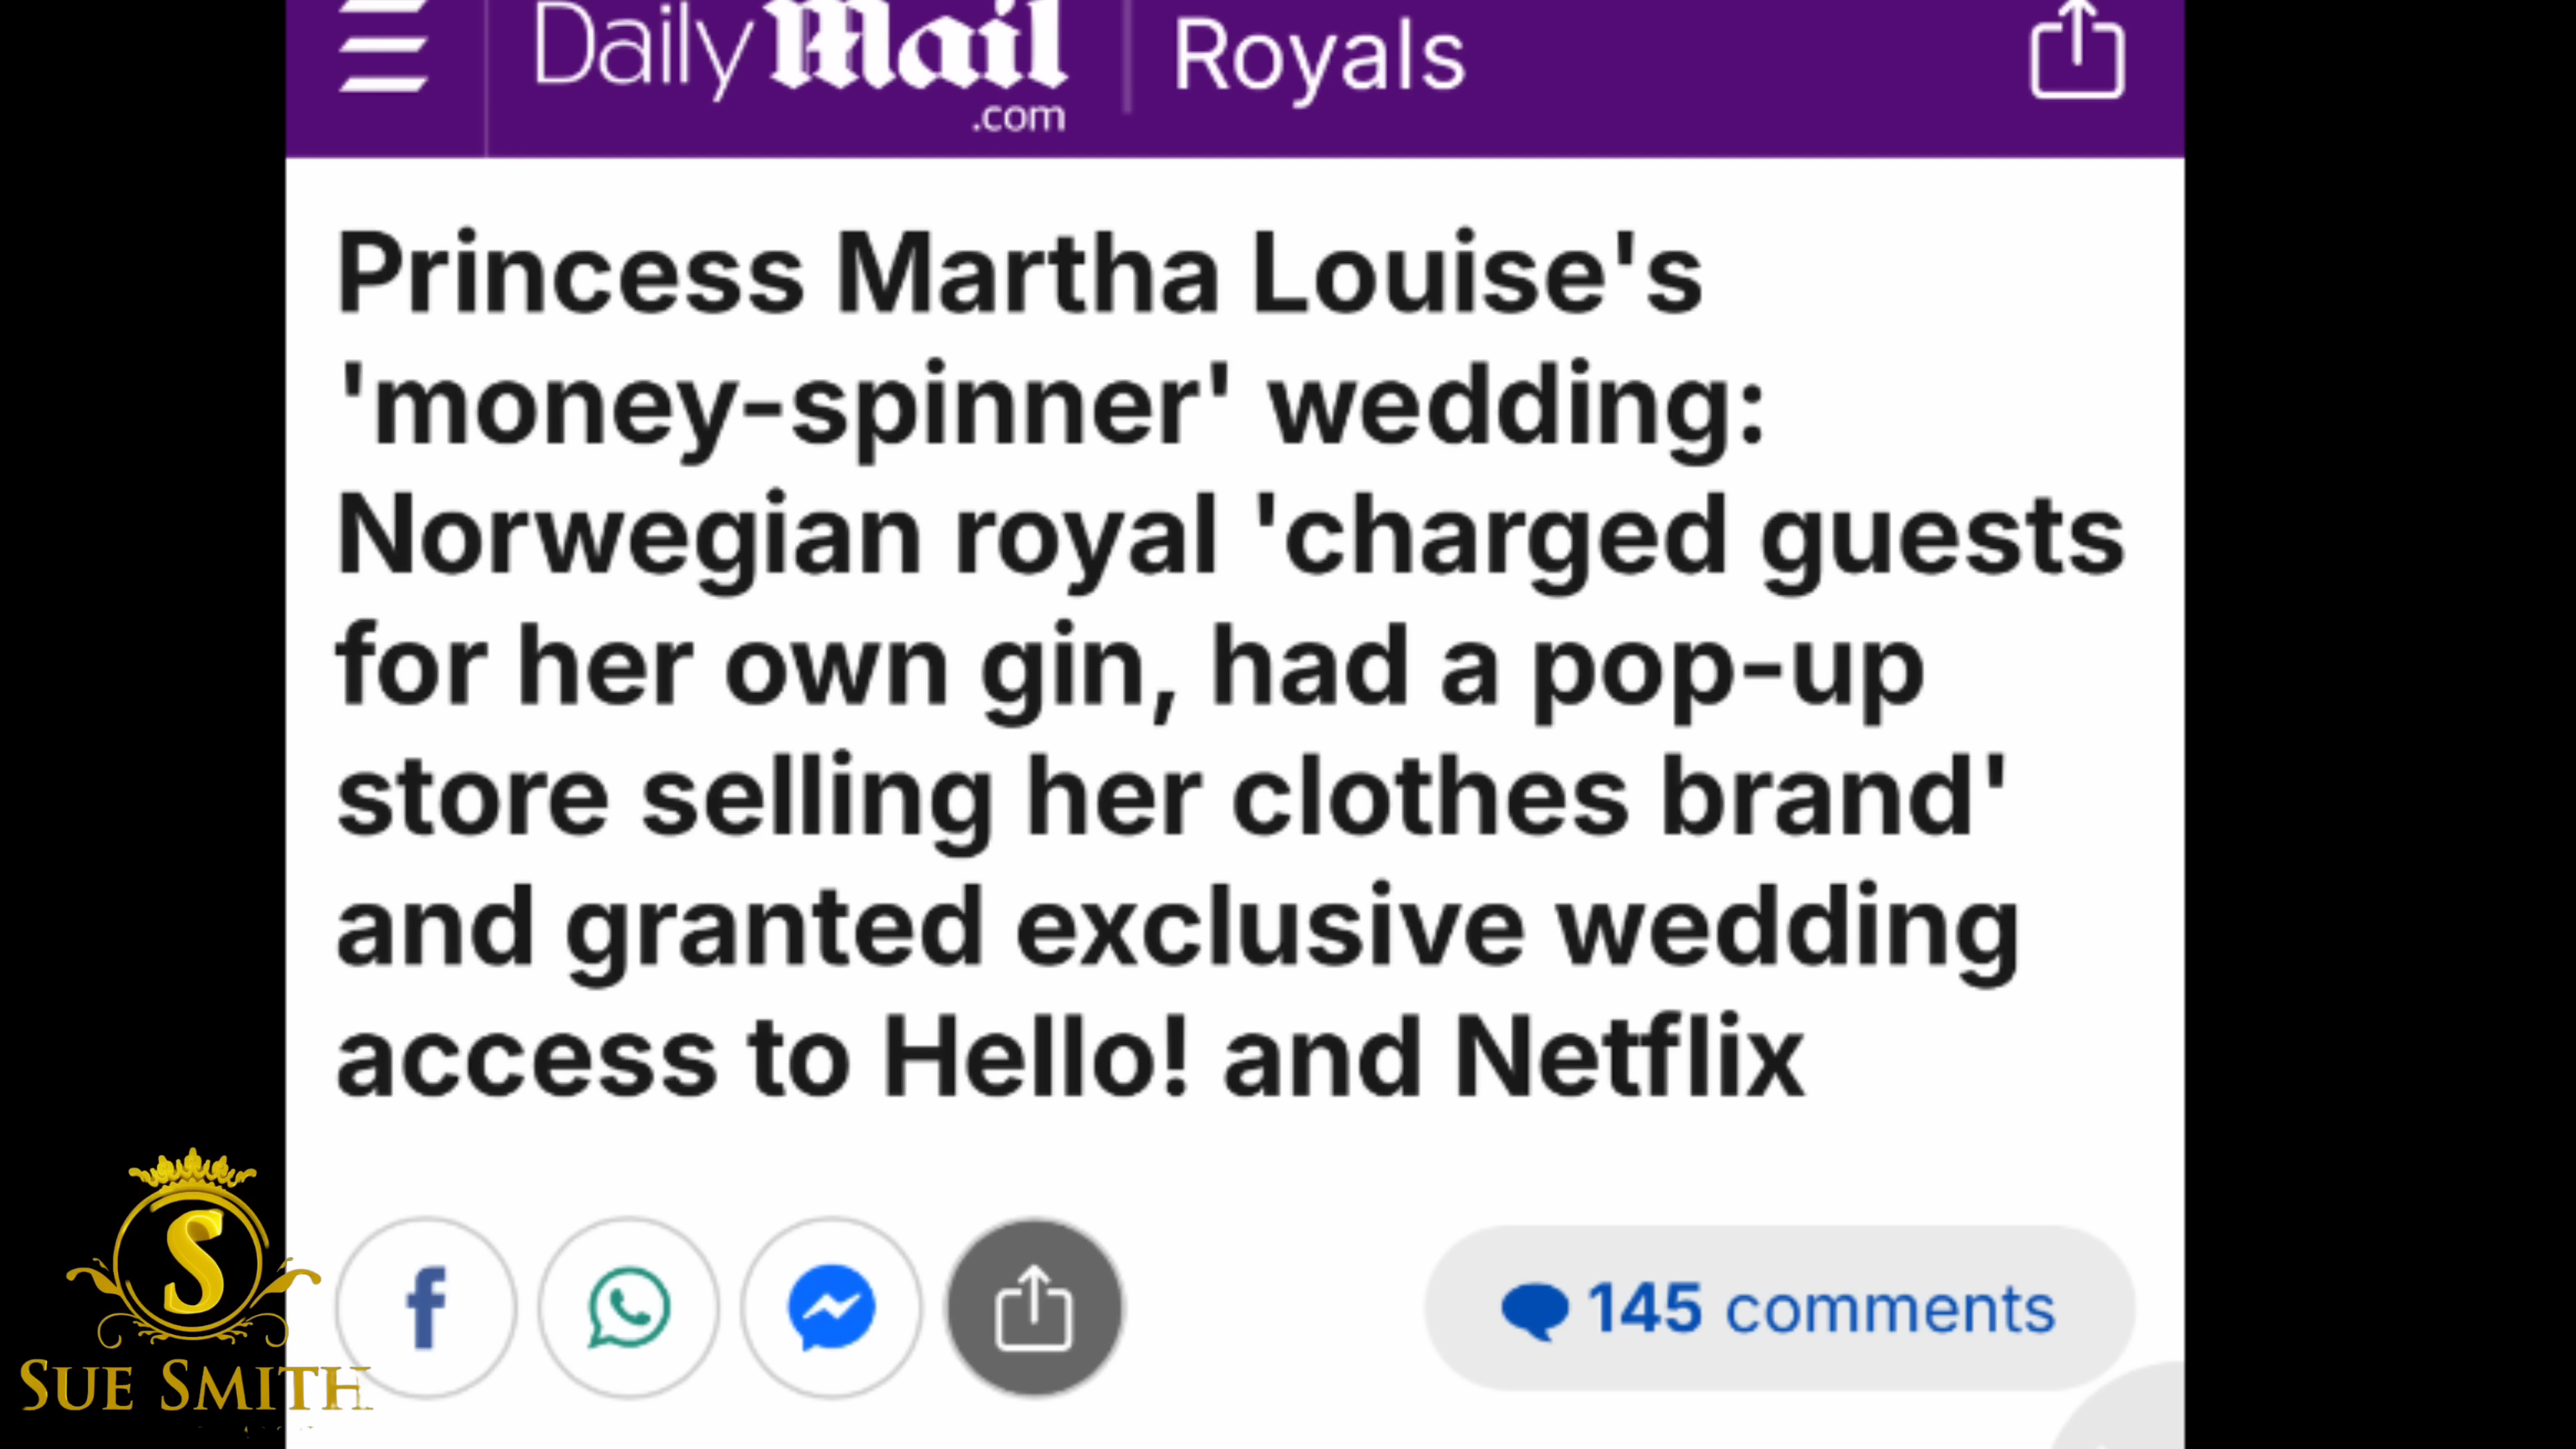 Daily Mail
.com
Royals
Princess Martha Louise's
'money-spinner' wedding:
Norwegian royal 'charged guests
for her own gin, had a pop-up
store selling her clothes brand'
and granted exclusive wedding
access to Hello! and Netflix
145 comments
S
SUE SMITH